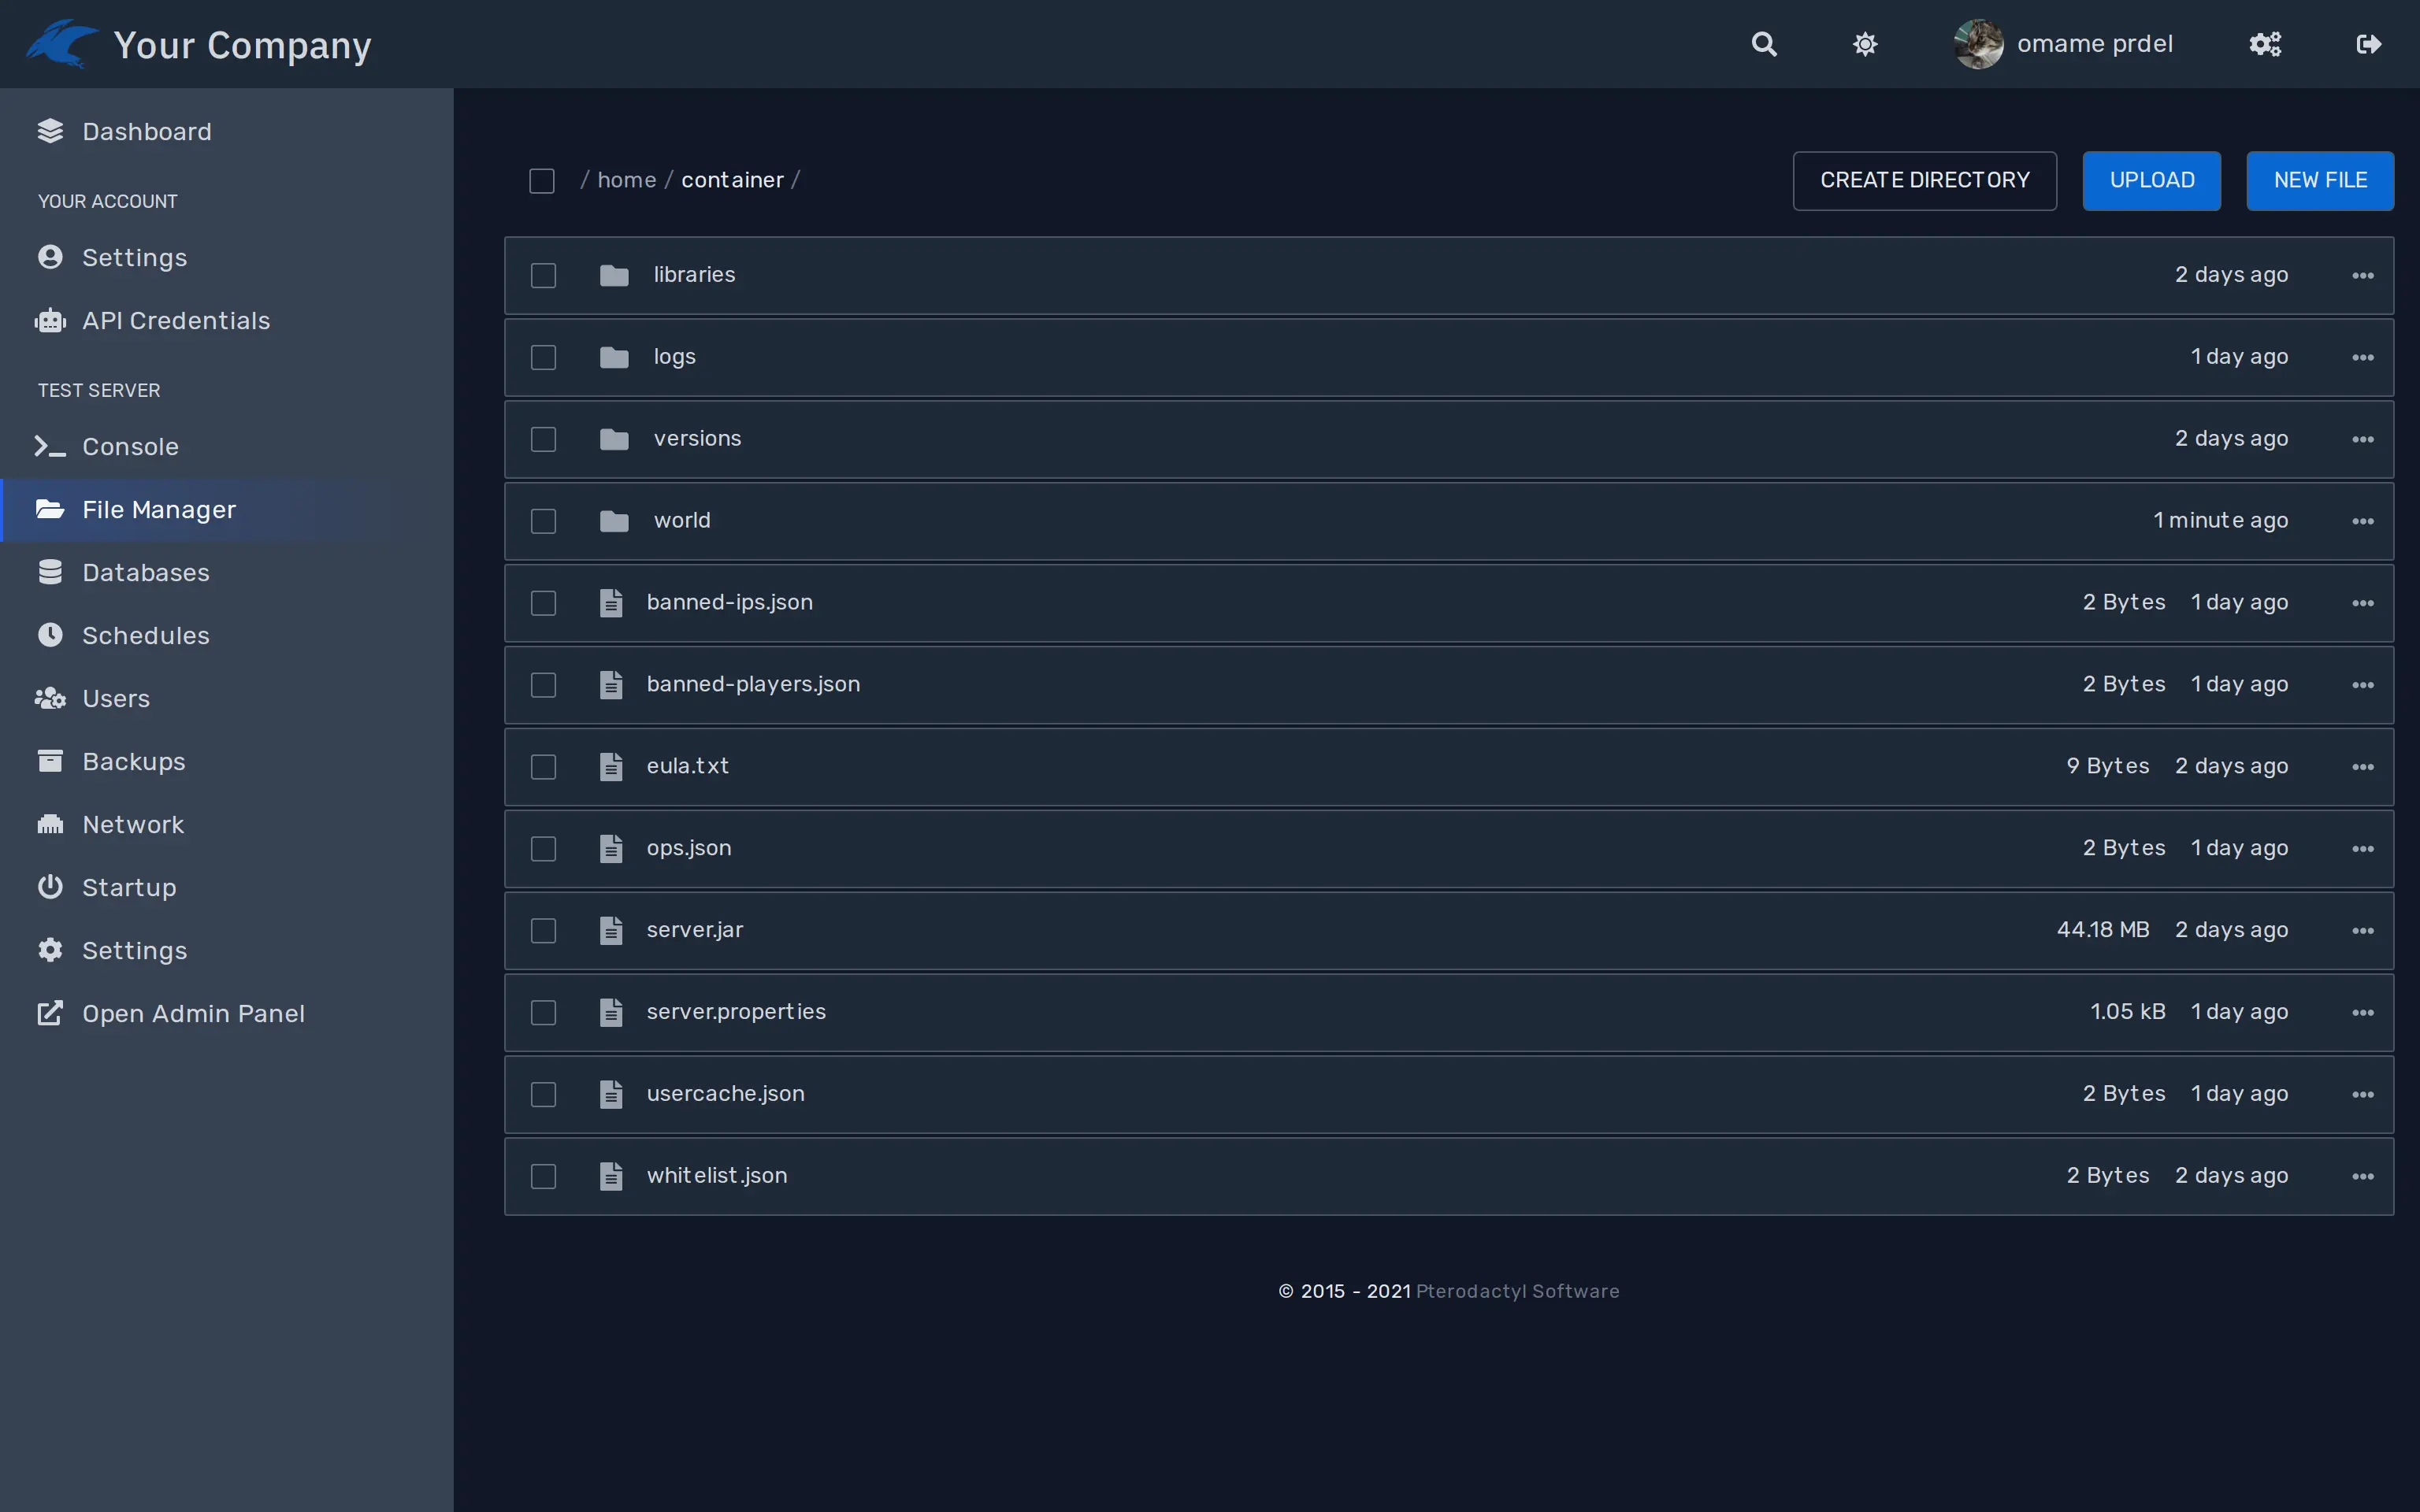 Your Company
omame prdel
Dashboard
YOUR ACCOUNT
Settings
API Credentials
TEST SERVER
Console
File Manager
Databases
Schedules
Users
Backups
Network
Startup
Settings
Open Admin Panel
/ home / container /
CREATE DIRECTORY
UPLOAD
NEW FILE
libraries 2 days ago
logs 1 day ago
versions 2 days ago
world 1 minute ago
banned-ips.json 2 Bytes 1 day ago
banned-players.json 2 Bytes 1 day ago
eula.txt 9 Bytes 2 days ago
ops.json 2 Bytes 1 day ago
server.jar 44.18 MB 2 days ago
server.properties 1.05 kB 1 day ago
usercache.json 2 Bytes 1 day ago
whitelist.json 2 Bytes 2 days ago
© 2015 - 2021 Pterodactyl Software